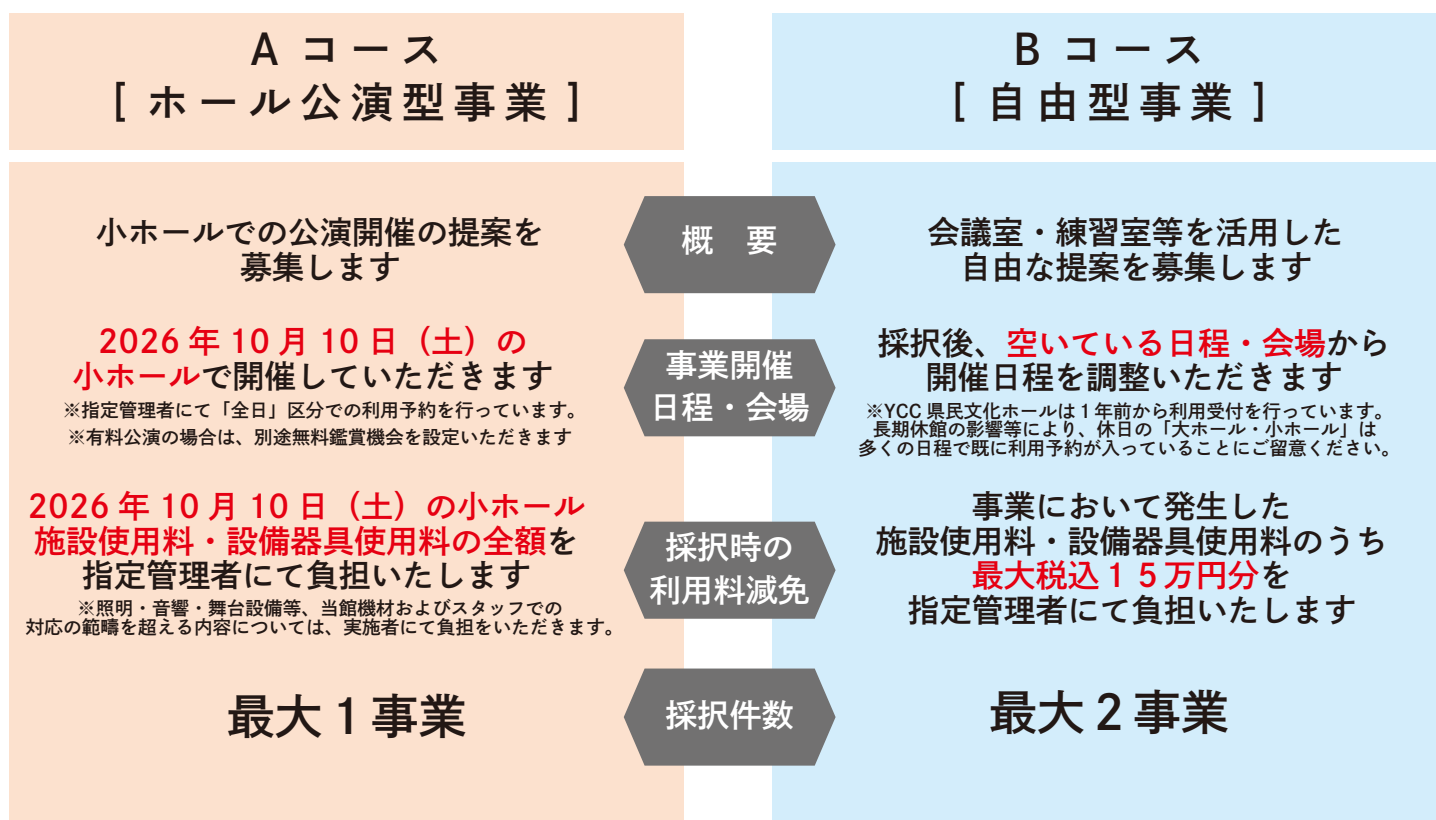 A コース
[ ホール公演型事業 ]
B コース
[ 自由型事業 ]
概　要
小ホールでの公演開催の提案を
募集します
会議室・練習室等を活用した
自由な提案を募集します
事業開催
日程・会場
2026 年 10 月 10 日（土）の
小ホールで開催していただきます
※指定管理者にて「全日」区分での利用予約を行っています。
※有料公演の場合は、別途無料鑑賞機会を設定いただきます
採択後、空いている日程・会場から
開催日程を調整いただきます
※YCC 県民文化ホールは 1 年前から利用受付を行っています。
長期休館の影響等により、休日の「大ホール・小ホール」は
多くの日程で既に利用予約が入っていることにご留意ください。
採択時の
利用料減免
2026 年 10 月 10 日（土）の小ホール
施設使用料・設備器具使用料の全額を
指定管理者にて負担いたします
※照明・音響・舞台設備等、当館機材およびスタッフでの
対応の範疇を超える内容については、実施者にて負担をいただきます。
事業において発生した
施設使用料・設備器具使用料のうち
最大税込１５万円分を
指定管理者にて負担いたします
採択件数
最大 1 事業
最大 2 事業